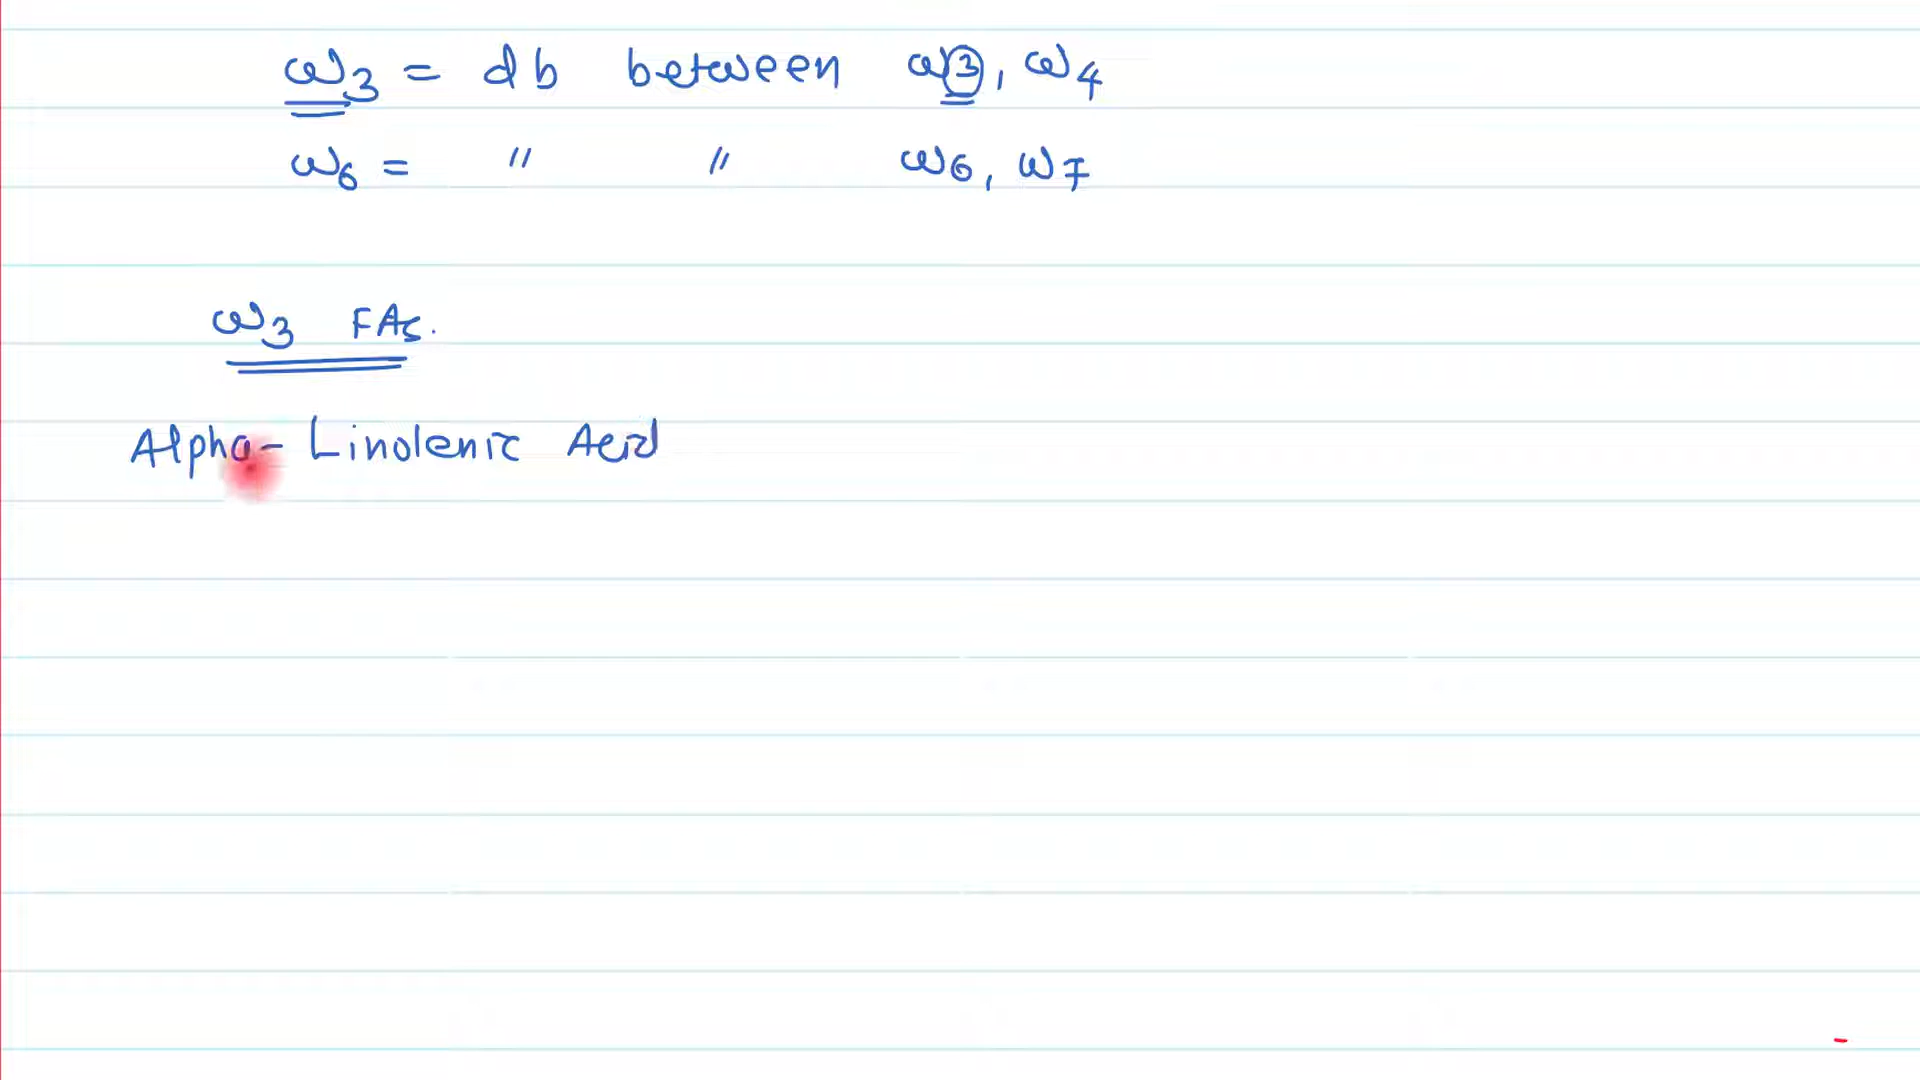 ω3 = db between ω3, ω4
ω6 = " " ω6, ω7
ω3 FAs.
Alpha- Linolenic Acid